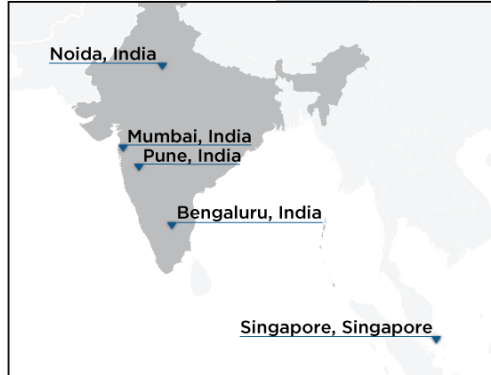 Noida, India
Mumbai, India
Pune, India
Bengaluru, India
Singapore, Singapore